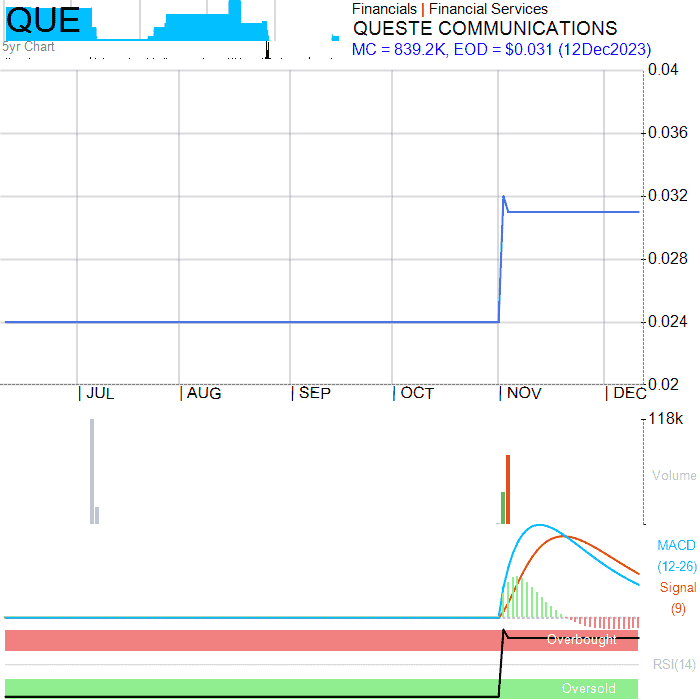 QUE
5yr Chart
Financials | Financial Services
QUESTE COMMUNICATIONS
MC = 839.2K, EOD = $0.031 (12Dec2023)
0.04
0.036
0.032
0.028
0.024
0.02
| JUL | AUG | SEP | OCT | NOV | DEC
118k
Volume
MACD
(12-26)
Signal
(9)
Overbought
RSI(14)
Oversold